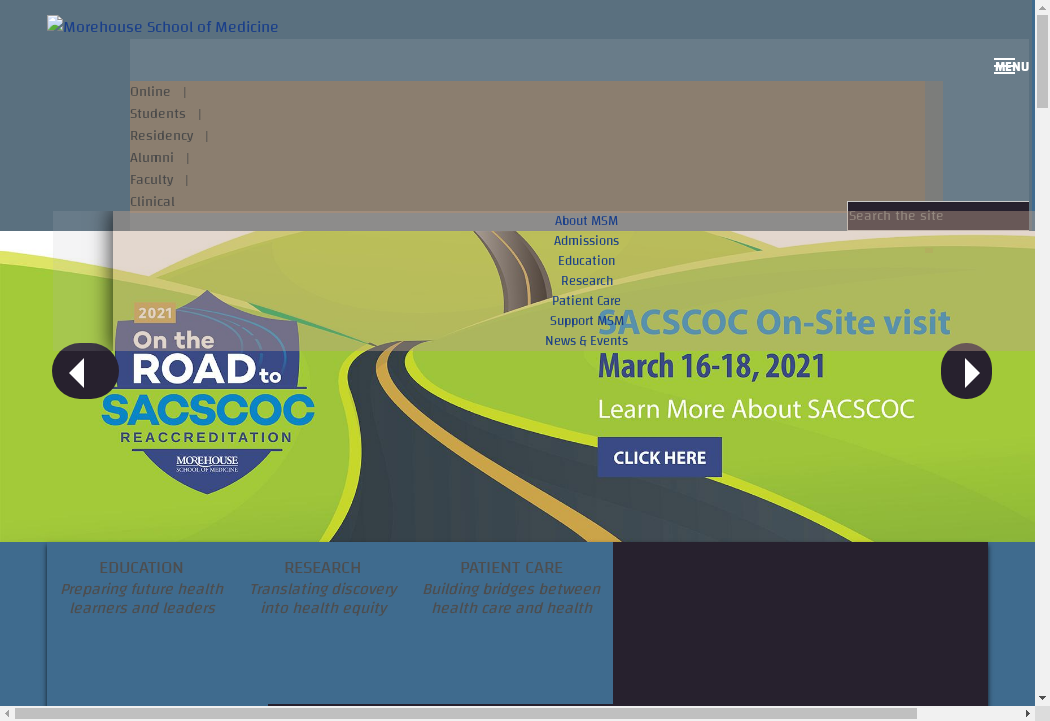 Morehouse School of Medicine
MENU
Online |
Students |
Residency |
Alumni |
Faculty |
Clinical
Search the site
About MSM
Admissions
Education
Research
Patient Care
Support MSM
News & Events
2021
On the
ROAD to
SACSCOC
REACCREDITATION
MOREHOUSE
SCHOOL OF MEDICINE
SACSCOC On-Site visit
March 16-18, 2021
Learn More About SACSCOC
CLICK HERE
EDUCATION
Preparing future health
learners and leaders
RESEARCH
Translating discovery
into health equity
PATIENT CARE
Building bridges between
health care and health